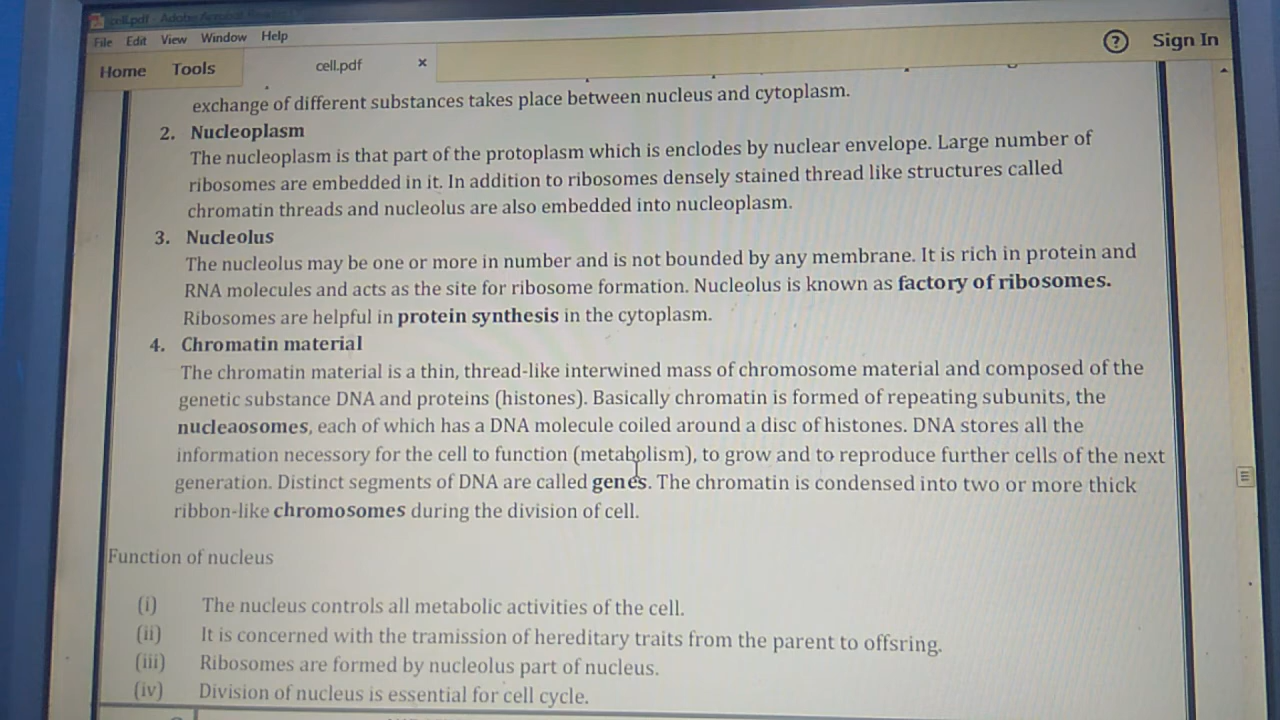 cell.pdf - Adobe Acrobat Reader
File Edit View Window Help
Home Tools cell.pdf × ? Sign In
exchange of different substances takes place between nucleus and cytoplasm.
2. Nucleoplasm
The nucleoplasm is that part of the protoplasm which is enclodes by nuclear envelope. Large number of
ribosomes are embedded in it. In addition to ribosomes densely stained thread like structures called
chromatin threads and nucleolus are also embedded into nucleoplasm.
3. Nucleolus
The nucleolus may be one or more in number and is not bounded by any membrane. It is rich in protein and
RNA molecules and acts as the site for ribosome formation. Nucleolus is known as factory of ribosomes.
Ribosomes are helpful in protein synthesis in the cytoplasm.
4. Chromatin material
The chromatin material is a thin, thread-like interwined mass of chromosome material and composed of the
genetic substance DNA and proteins (histones). Basically chromatin is formed of repeating subunits, the
nucleaosomes, each of which has a DNA molecule coiled around a disc of histones. DNA stores all the
information necessary for the cell to function (metabolism), to grow and to reproduce further cells of the next
generation. Distinct segments of DNA are called genes. The chromatin is condensed into two or more thick
ribbon-like chromosomes during the division of cell.
Function of nucleus
(i) The nucleus controls all metabolic activities of the cell.
(ii) It is concerned with the tramission of hereditary traits from the parent to offsring.
(iii) Ribosomes are formed by nucleolus part of nucleus.
(iv) Division of nucleus is essential for cell cycle.